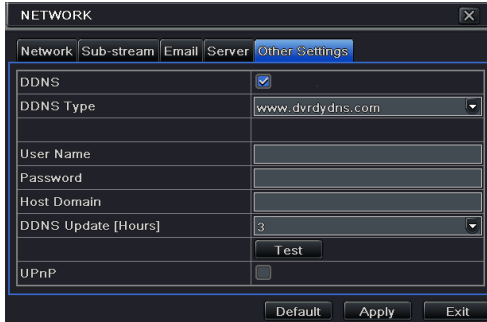 NETWORK
Network Sub-stream Email Server Other Settings
DDNS
DDNS Type www.dvrdydns.com
User Name
Password
Host Domain
DDNS Update [Hours] 3
Test
UPnP
Default Apply Exit